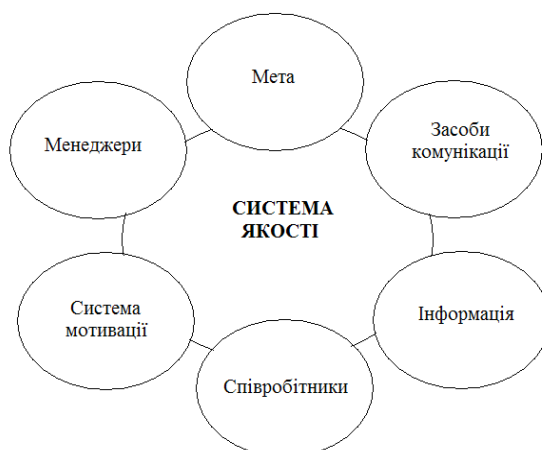 Мета
Засоби
комунікації
Менеджери
СИСТЕМА
ЯКОСТІ
Система
мотивації
Інформація
Співробітники